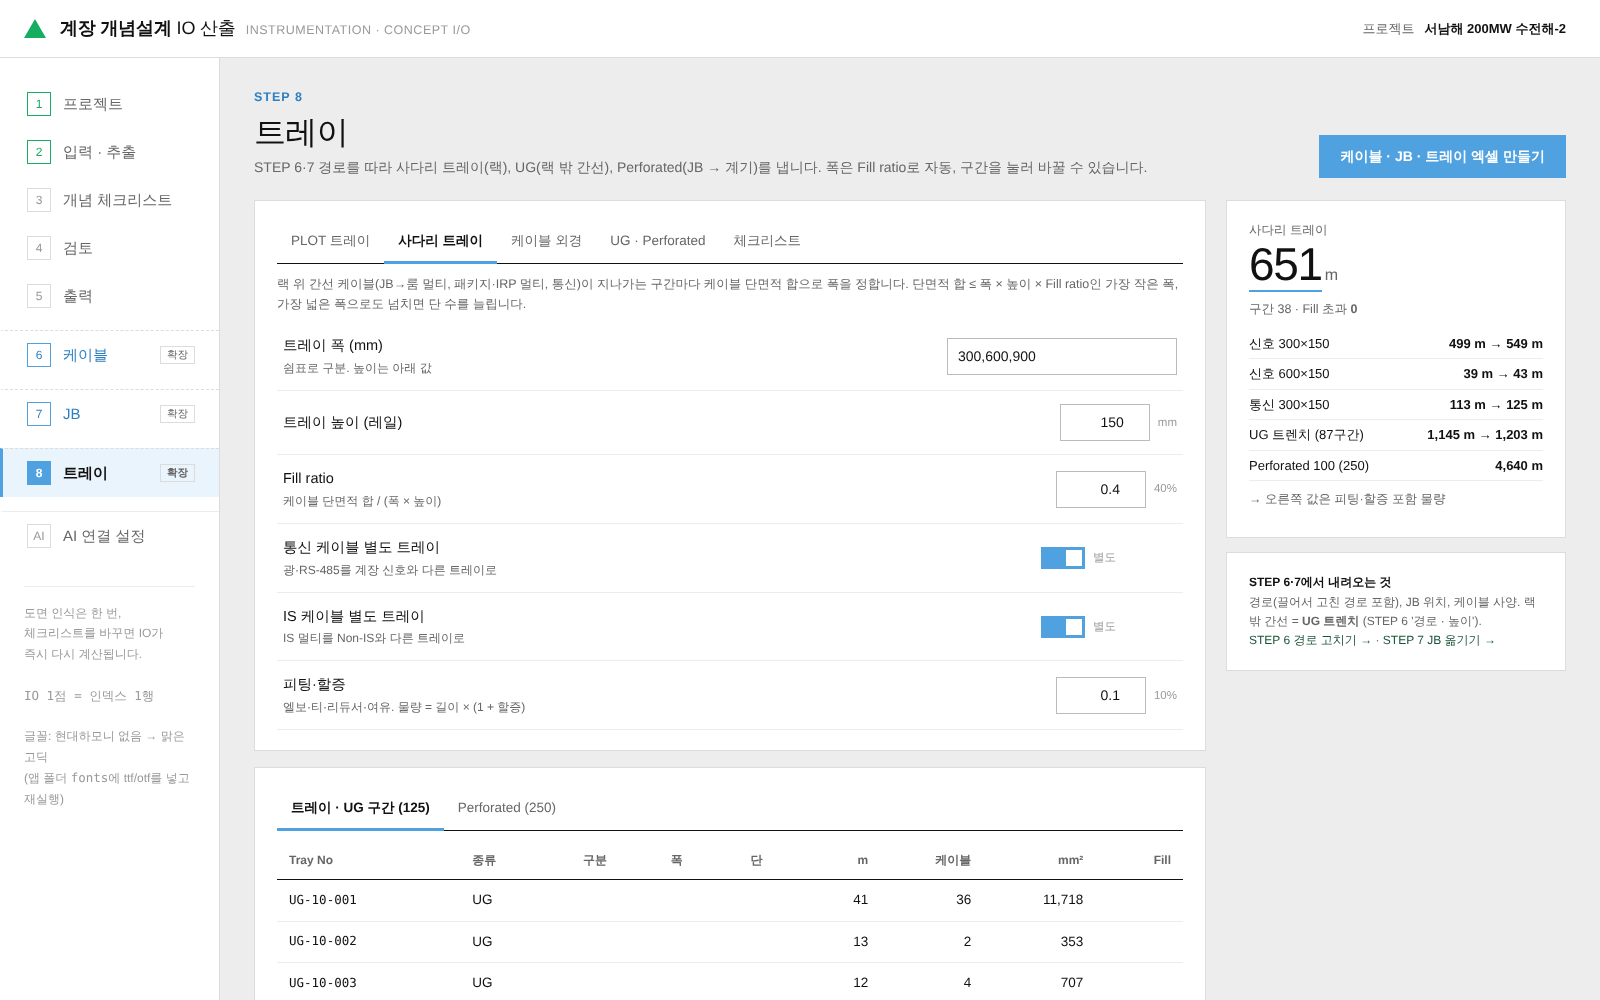 계장 개념설계 IO 산출 INSTRUMENTATION · CONCEPT I/O
프로젝트 서남해 200MW 수전해-2
1 프로젝트
2 입력 · 추출
3 개념 체크리스트
4 검토
5 출력
6 케이블 확장
7 JB 확장
8 트레이 확장
AI AI 연결 설정
도면 인식은 한 번,
체크리스트를 바꾸면 IO가
즉시 다시 계산됩니다.
IO 1점 = 인덱스 1행
글꼴: 현대하모니 없음 → 맑은
고딕
(앱 폴더 fonts에 ttf/otf를 넣고
재실행)
STEP 8
트레이
STEP 6·7 경로를 따라 사다리 트레이(랙), UG(랙 밖 간선), Perforated(JB → 계기)를 냅니다. 폭은 Fill ratio로 자동, 구간을 눌러 바꿀 수 있습니다.
케이블 · JB · 트레이 엑셀 만들기
PLOT 트레이 사다리 트레이 케이블 외경 UG · Perforated 체크리스트
랙 위 간선 케이블(JB→룸 멀티, 패키지·IRP 멀티, 통신)이 지나가는 구간마다 케이블 단면적 합으로 폭을 정합니다. 단면적 합 ≤ 폭 × 높이 × Fill ratio인 가장 작은 폭,
가장 넓은 폭으로도 넘치면 단 수를 늘립니다.
트레이 폭 (mm)
쉼표로 구분. 높이는 아래 값
300,600,900
트레이 높이 (레일)
150 mm
Fill ratio
케이블 단면적 합 / (폭 × 높이)
0.4 40%
통신 케이블 별도 트레이
광·RS-485를 계장 신호와 다른 트레이로
별도
IS 케이블 별도 트레이
IS 멀티를 Non-IS와 다른 트레이로
별도
피팅·할증
엘보·티·리듀서·여유. 물량 = 길이 × (1 + 할증)
0.1 10%
트레이 · UG 구간 (125) Perforated (250)
Tray No 종류 구분 폭 단 m 케이블 mm² Fill
UG-10-001 UG 41 36 11,718
UG-10-002 UG 13 2 353
UG-10-003 UG 12 4 707
사다리 트레이
651 m
구간 38 · Fill 초과 0
신호 300×150 499 m → 549 m
신호 600×150 39 m → 43 m
통신 300×150 113 m → 125 m
UG 트렌치 (87구간) 1,145 m → 1,203 m
Perforated 100 (250) 4,640 m
→ 오른쪽 값은 피팅·할증 포함 물량
STEP 6·7에서 내려오는 것
경로(끌어서 고친 경로 포함), JB 위치, 케이블 사양. 랙
밖 간선 = UG 트렌치 (STEP 6 '경로 · 높이').
STEP 6 경로 고치기 → · STEP 7 JB 옮기기 →